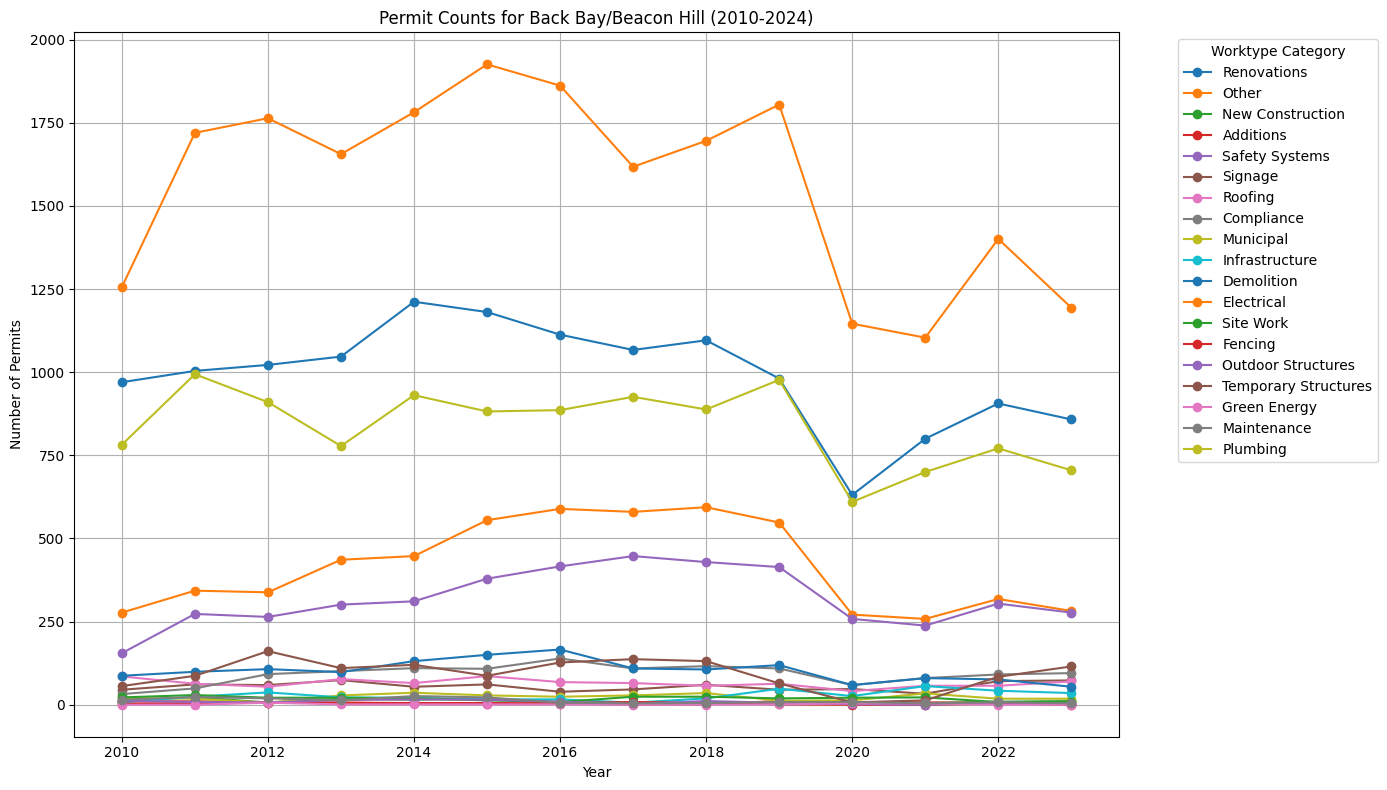 Permit Counts for Back Bay/Beacon Hill (2010-2024)
Number of Permits
2000
1750
1500
1250
1000
750
500
250
0
2010
2012
2014
2016
2018
2020
2022
Year
Worktype Category
Renovations
Other
New Construction
Additions
Safety Systems
Signage
Roofing
Compliance
Municipal
Infrastructure
Demolition
Electrical
Site Work
Fencing
Outdoor Structures
Temporary Structures
Green Energy
Maintenance
Plumbing